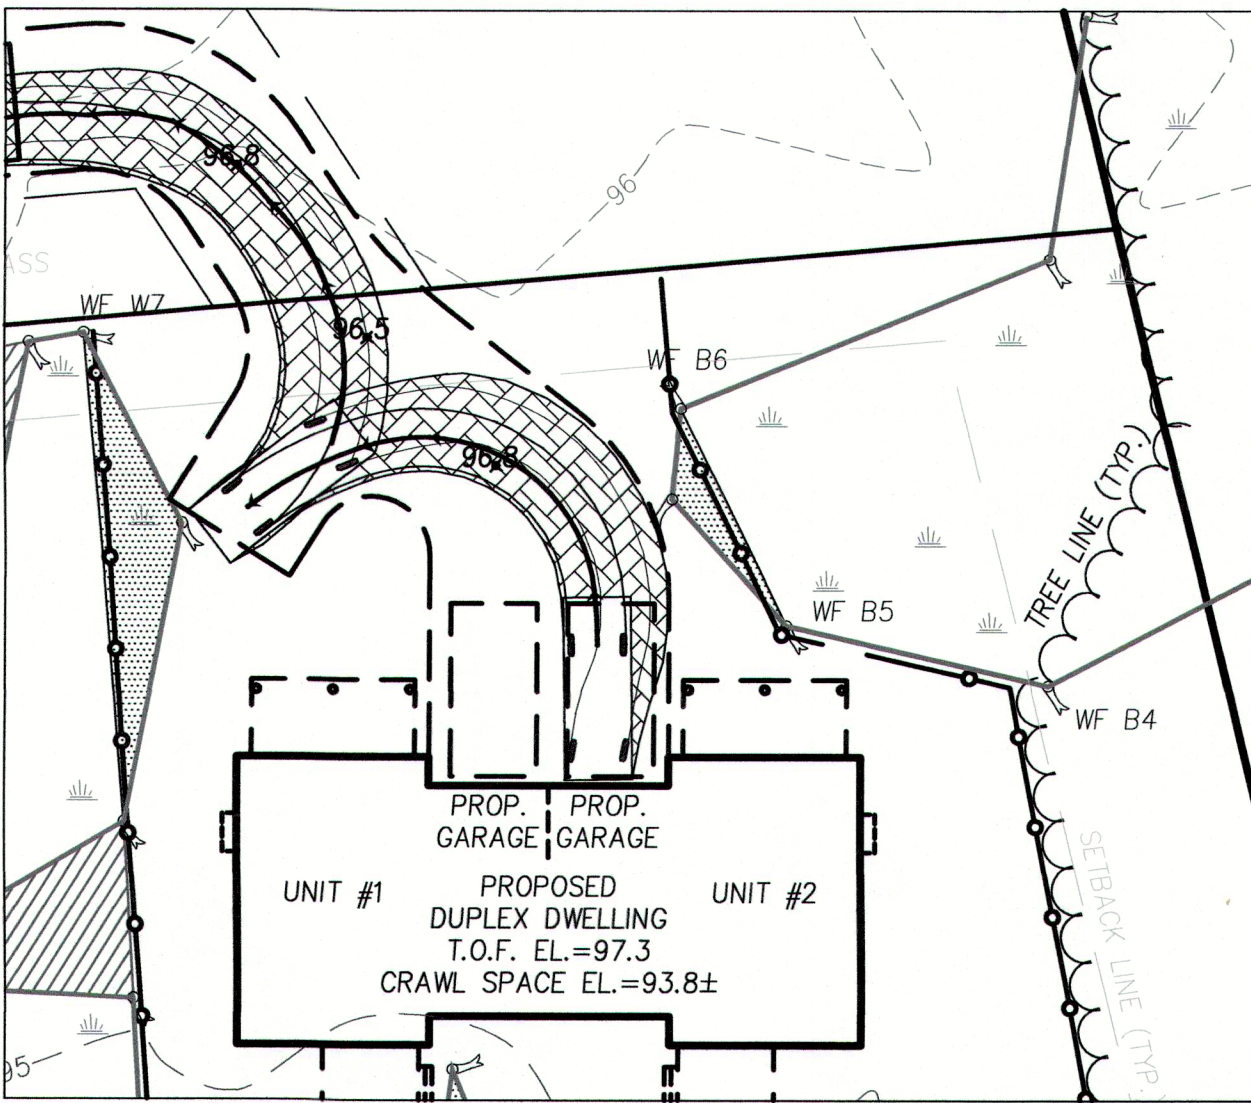 96.8
96
ASS
WF W7
96.5
WF B6
96.8
TREE LINE (TYP.)
WF B5
WF B4
PROP.
GARAGE
PROP.
GARAGE
UNIT #1
PROPOSED
DUPLEX DWELLING
T.O.F. EL.=97.3
CRAWL SPACE EL.=93.8±
UNIT #2
SETBACK LINE (TYP.
95